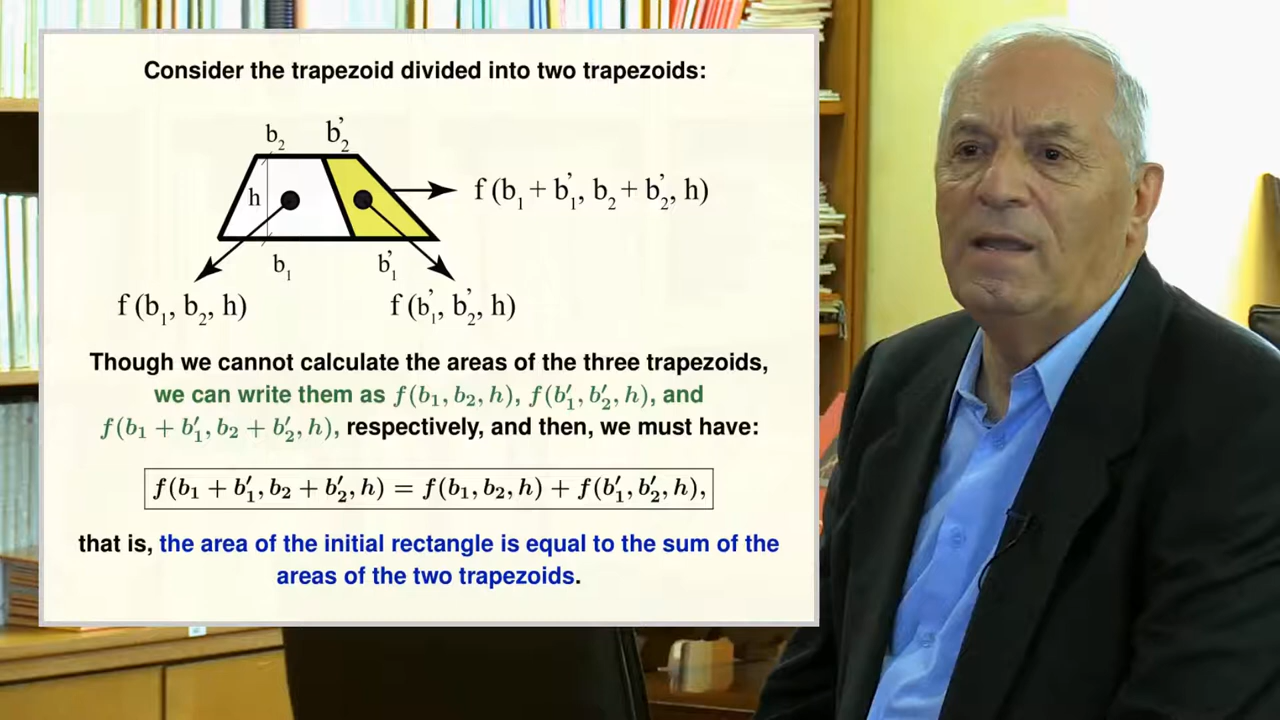 Consider the trapezoid divided into two trapezoids:
b₂ b′₂
h
f (b₁ + b′₁, b₂ + b′₂, h)
b₁ b′₁
f (b₁, b₂, h) f (b′₁, b′₂, h)
Though we cannot calculate the areas of the three trapezoids,
we can write them as f(b₁, b₂, h), f(b′₁, b′₂, h), and
f(b₁ + b′₁, b₂ + b′₂, h), respectively, and then, we must have:
f(b₁ + b′₁, b₂ + b′₂, h) = f(b₁, b₂, h) + f(b′₁, b′₂, h),
that is, the area of the initial rectangle is equal to the sum of the
areas of the two trapezoids.